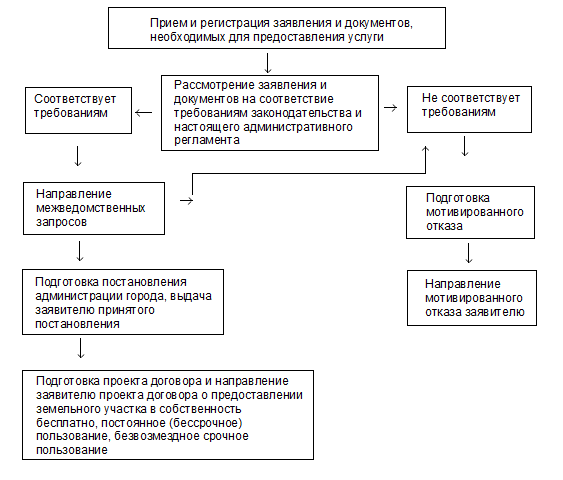 Прием и регистрация заявления и документов,
необходимых для предоставления услуги
Соответствует
требованиям
Рассмотрение заявления и
документов на соответствие
требованиям законодательства и
настоящего административного
регламента
Не соответствует
требованиям
Направление
межведомственных
запросов
Подготовка
мотивированного
отказа
Подготовка постановления
администрации города, выдача
заявителю принятого
постановления
Направление
мотивированного
отказа заявителю
Подготовка проекта договора и направление
заявителю проекта договора о предоставлении
земельного участка в собственность
бесплатно, постоянное (бессрочное)
пользование, безвозмездное срочное
пользование